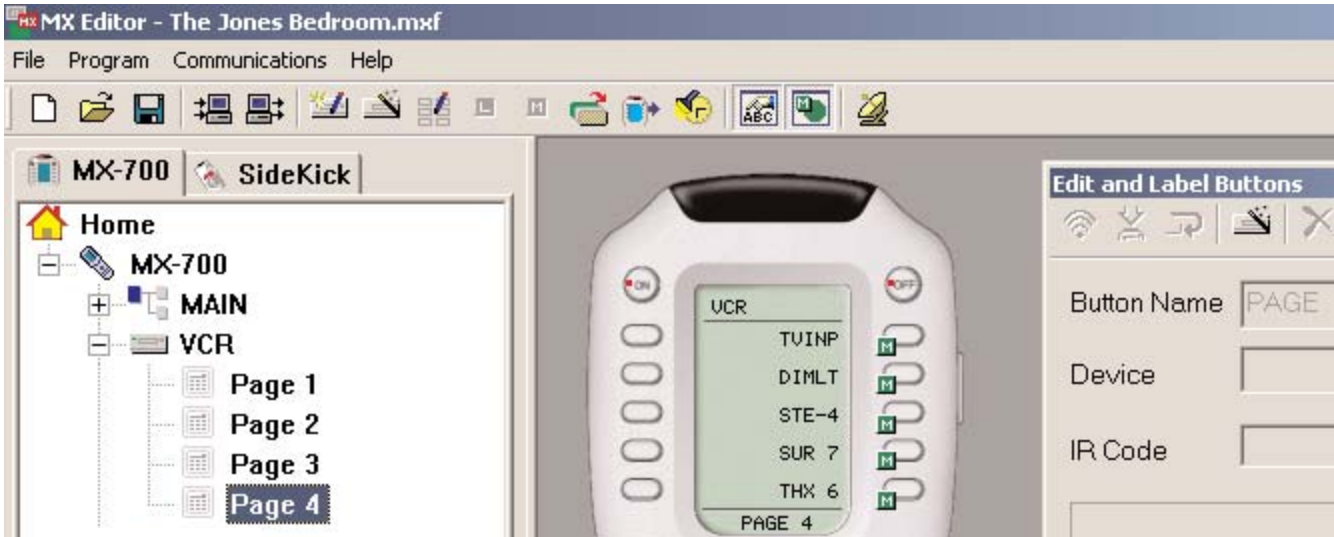 MX Editor - The Jones Bedroom.mxf
File Program Communications Help
L M ABC M
MX-700 SideKick
Home
MX-700
MAIN
VCR
Page 1
Page 2
Page 3
Page 4
ON OFF
VCR
TVINP M
DIMLT M
STE-4 M
SUR 7 M
THX 6 M
PAGE 4
Edit and Label Buttons
Button Name PAGE
Device
IR Code